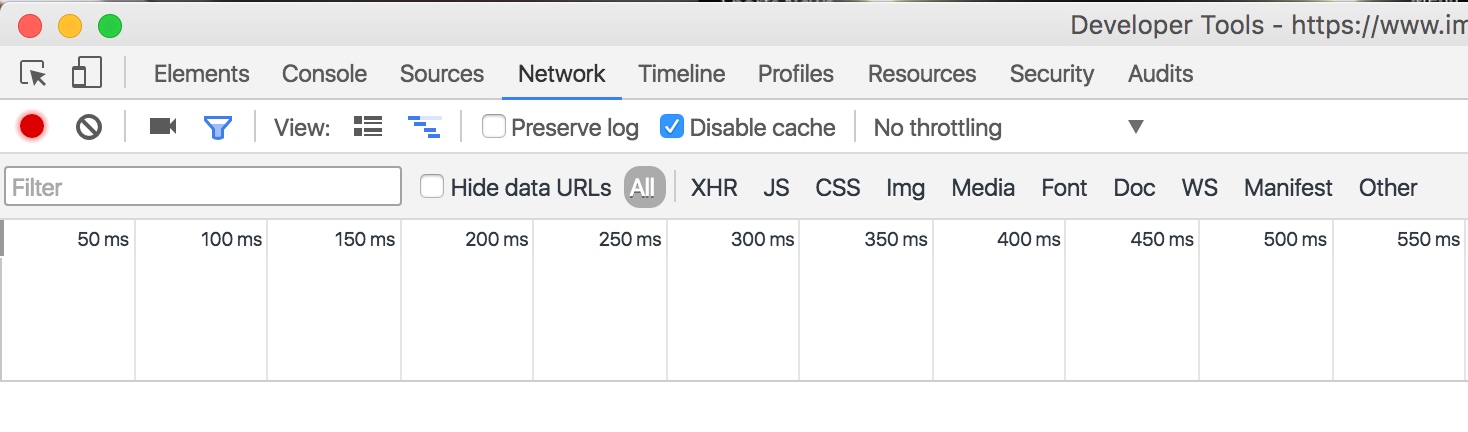 Developer Tools - https://www.im
Elements Console Sources Network Timeline Profiles Resources Security Audits
View: Preserve log Disable cache No throttling
Filter Hide data URLs All XHR JS CSS Img Media Font Doc WS Manifest Other
50 ms 100 ms 150 ms 200 ms 250 ms 300 ms 350 ms 400 ms 450 ms 500 ms 550 ms